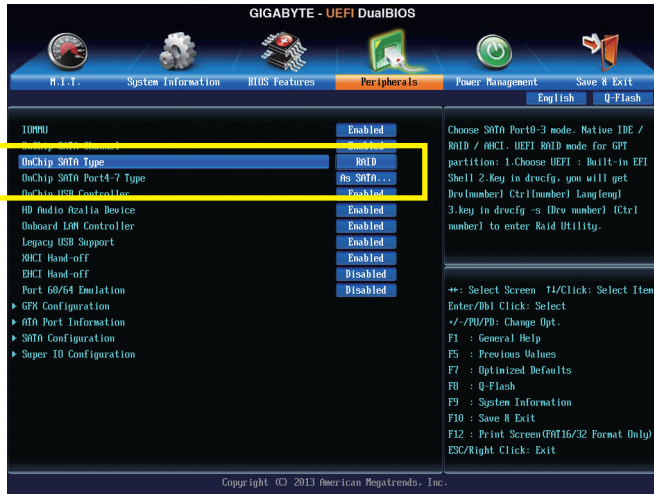 GIGABYTE - UEFI DualBIOS
M.I.T. System Information BIOS Features Peripherals Power Management Save & Exit
English Q-Flash
IOMMU Enabled
OnChip SATA Channel Enabled
OnChip SATA Type RAID
OnChip SATA Port4-7 Type As SATA...
OnChip USB Controller Enabled
HD Audio Azalia Device Enabled
Onboard LAN Controller Enabled
Legacy USB Support Enabled
XHCI Hand-off Enabled
EHCI Hand-off Disabled
Port 60/64 Emulation Disabled
GFX Configuration
ATA Port Information
SATA Configuration
Super IO Configuration
Choose SATA Port0-3 mode. Native IDE /
RAID / AHCI. UEFI RAID mode for GPT
partition: 1.Choose UEFI : Built-in EFI
Shell 2.Key in drvcfg, you will get
Drv[number] Ctrl[number] Lang[eng]
3.Key in drvcfg -s [Drv number] [Ctrl
number] to enter Raid Utility.
→←: Select Screen ↑↓/Click: Select Item
Enter/Dbl Click: Select
+/-/PU/PD: Change Opt.
F1 : General Help
F5 : Previous Values
F7 : Optimized Defaults
F8 : Q-Flash
F9 : System Information
F10 : Save & Exit
F12 : Print Screen(FAT16/32 Format Only)
ESC/Right Click: Exit
Copyright (C) 2013 American Megatrends, Inc.